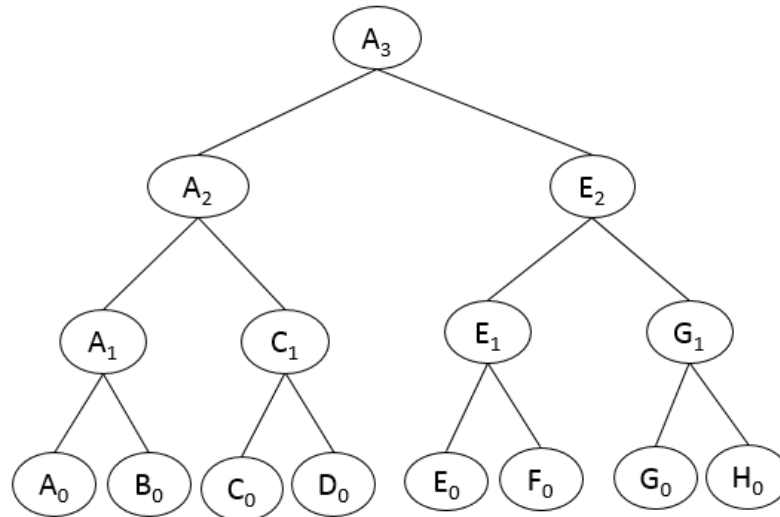 A₃
A₂ E₂
A₁ C₁ E₁ G₁
A₀ B₀ C₀ D₀ E₀ F₀ G₀ H₀